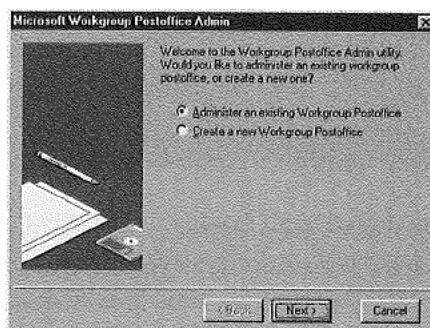 Microsoft Workgroup Postoffice Admin
Welcome to the Workgroup Postoffice Admin utility.
Would you like to administer an existing workgroup
postoffice, or create a new one?
Administer an existing Workgroup Postoffice
Create a new Workgroup Postoffice
< Back
Next >
Cancel